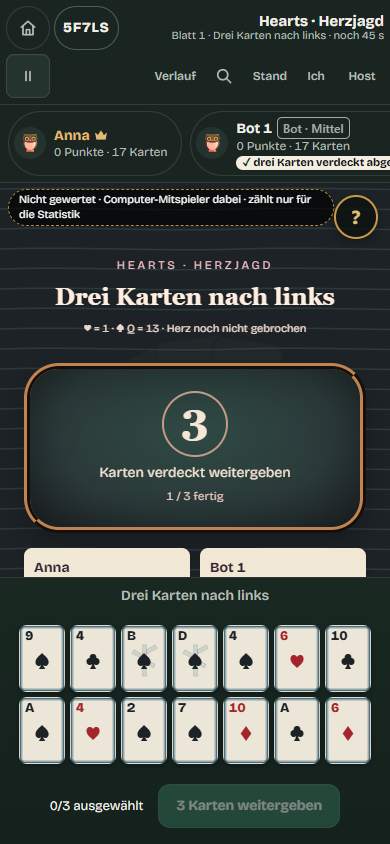 5F7LS
Hearts · Herzjagd
Blatt 1 · Drei Karten nach links · noch 45 s
Verlauf
Stand
Ich
Host
Anna
0 Punkte · 17 Karten
Bot 1
Bot · Mittel
0 Punkte · 17 Karten
✓ drei Karten verdeckt abge
Nicht gewertet · Computer-Mitspieler dabei · zählt nur für
die Statistik
?
HEARTS · HERZJAGD
Drei Karten nach links
♥ = 1 · ♠ Q = 13 · Herz noch nicht gebrochen
3
Karten verdeckt weitergeben
1 / 3 fertig
Anna
Bot 1
Drei Karten nach links
9 4 B D 4 6 10
A 4 2 7 10 A 6
0/3 ausgewählt
3 Karten weitergeben